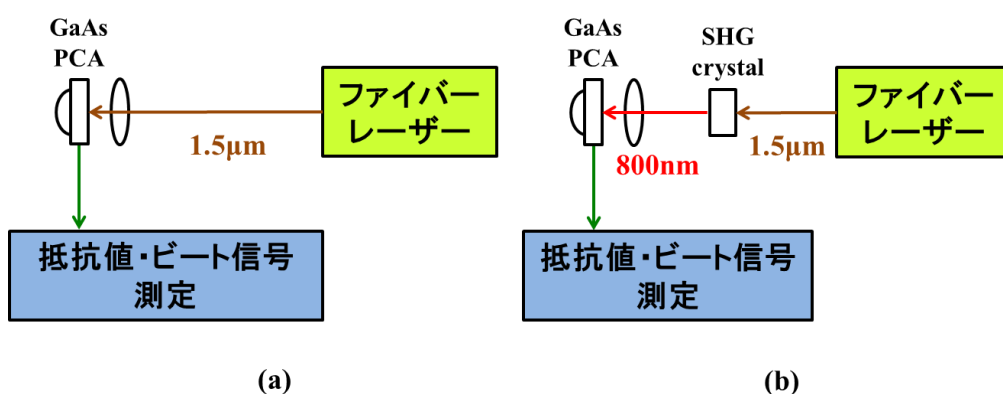 GaAs
PCA
ファイバー
レーザー
1.5μm
抵抗値・ビート信号
測定
(a)
GaAs
PCA
SHG
crystal
ファイバー
レーザー
800nm
1.5μm
抵抗値・ビート信号
測定
(b)